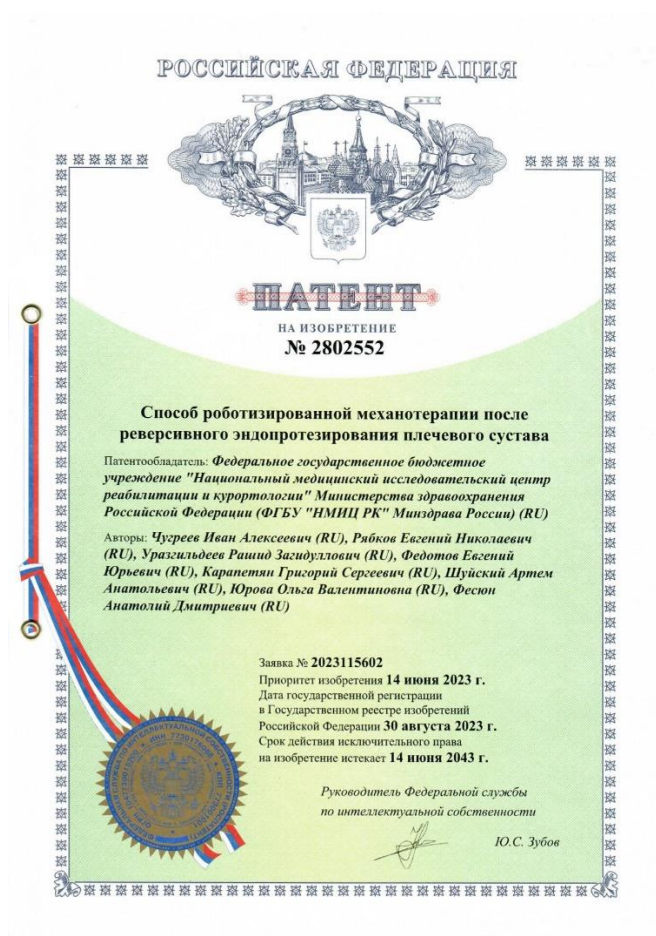 РОССИЙСКАЯ ФЕДЕРАЦИЯ
ПАТЕНТ
НА ИЗОБРЕТЕНИЕ
№ 2802552
Способ роботизированной механотерапии после
реверсивного эндопротезирования плечевого сустава
Патентообладатель: Федеральное государственное бюджетное
учреждение "Национальный медицинский исследовательский центр
реабилитации и курортологии" Министерства здравоохранения
Российской Федерации (ФГБУ "НМИЦ РК" Минздрава России) (RU)
Авторы: Чугреев Иван Алексеевич (RU), Рябков Евгений Николаевич
(RU), Уразгильдеев Рашид Загидуллович (RU), Федотов Евгений
Юрьевич (RU), Карапетян Григорий Сергеевич (RU), Шуйский Артем
Анатольевич (RU), Юрова Ольга Валентиновна (RU), Фесюн
Анатолий Дмитриевич (RU)
Заявка № 2023115602
Приоритет изобретения 14 июня 2023 г.
Дата государственной регистрации
в Государственном реестре изобретений
Российской Федерации 30 августа 2023 г.
Срок действия исключительного права
на изобретение истекает 14 июня 2043 г.
Руководитель Федеральной службы
по интеллектуальной собственности
Ю.С. Зубов
ФЕДЕРАЛЬНАЯ СЛУЖБА ПО ИНТЕЛЛЕКТУАЛЬНОЙ СОБСТВЕННОСТИ